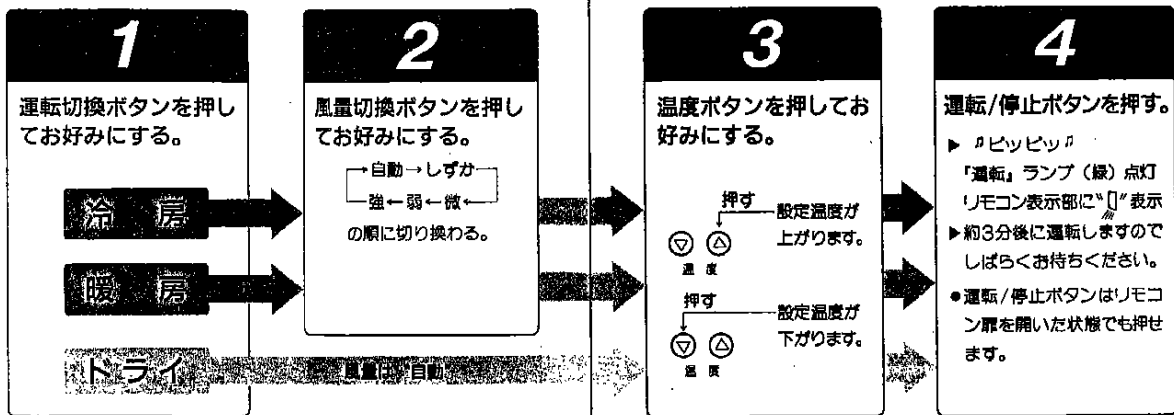 1
運転切換ボタンを押し
てお好みにする。
冷 房
暖 房
ドライ
2
風量切換ボタンを押し
てお好みにする。
自動→しずか
強←弱←微←
の順に切り換わる。
風量は、自動
3
温度ボタンを押してお
好みにする。
押す
設定温度が
上がります。
▽ △
温 度
押す
設定温度が
下がります。
▽ △
温 度
4
運転/停止ボタンを押す。
▶ ♬ピッピッ♬
『運転』ランプ(緑)点灯
リモコン表示部に“ ”表示
▶約3分後に運転しますので
しばらくお待ちください。
●運転/停止ボタンはリモコ
ン扉を開いた状態でも押せ
ます。